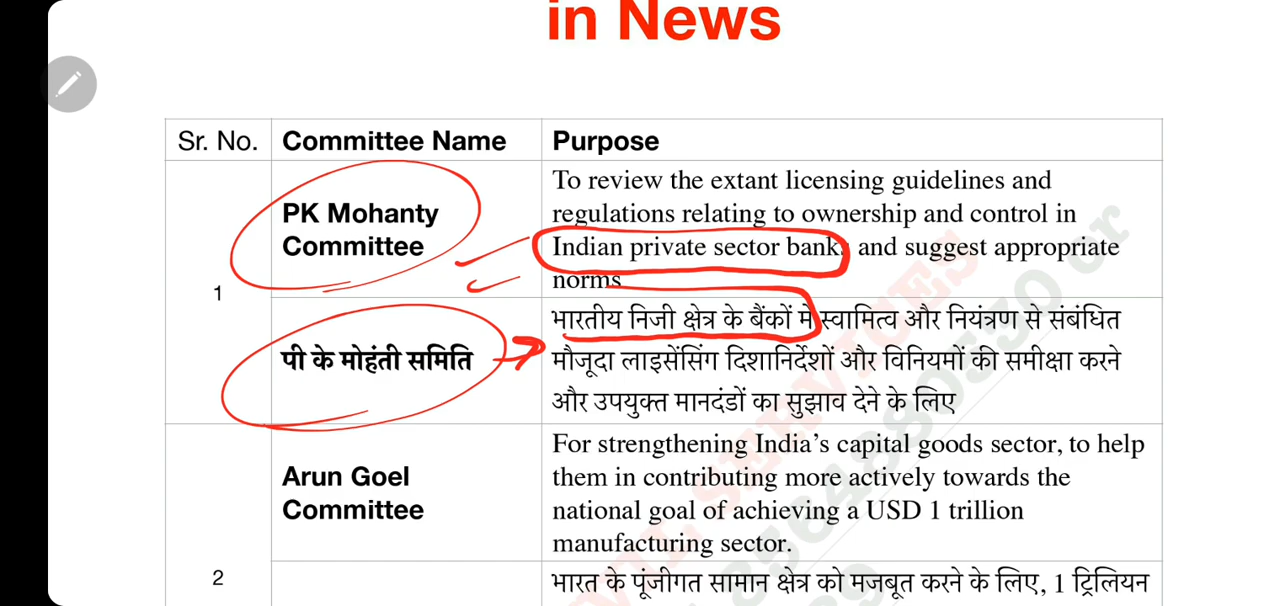 in News
Sr. No. Committee Name Purpose
1
PK Mohanty
Committee
To review the extant licensing guidelines and
regulations relating to ownership and control in
Indian private sector banks and suggest appropriate
norms
पी के मोहंती समिति
भारतीय निजी क्षेत्र के बैंकों में स्वामित्व और नियंत्रण से संबंधित
मौजूदा लाइसेंसिंग दिशानिर्देशों और विनियमों की समीक्षा करने
और उपयुक्त मानदंडों का सुझाव देने के लिए
2
Arun Goel
Committee
For strengthening India’s capital goods sector, to help
them in contributing more actively towards the
national goal of achieving a USD 1 trillion
manufacturing sector.
भारत के पूंजीगत सामान क्षेत्र को मजबूत करने के लिए, 1 ट्रिलियन
SERVICES